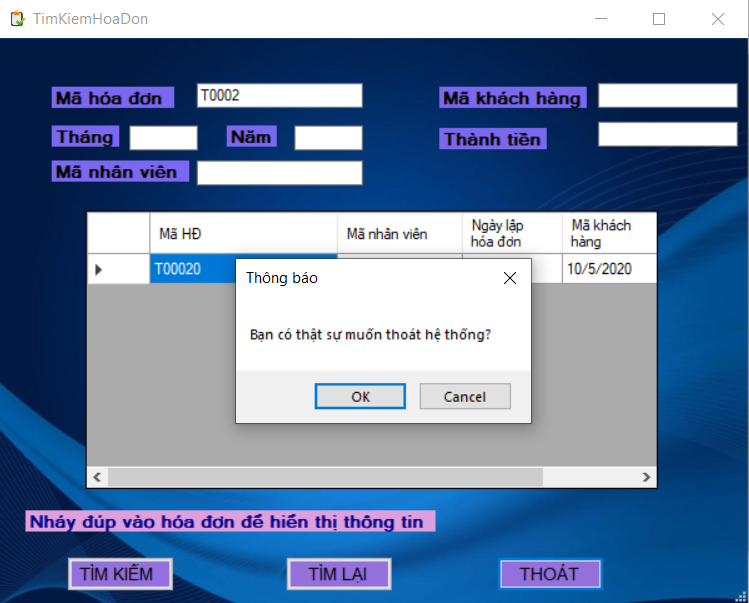 TimKiemHoaDon
Mã hóa đơn T0002 Mã khách hàng
Tháng Năm Thành tiền
Mã nhân viên
Mã HĐ Mã nhân viên Ngày lập hóa đơn Mã khách hàng
T00020 10/5/2020
Thông báo
Bạn có thật sự muốn thoát hệ thống?
OK Cancel
Nháy đúp vào hóa đơn để hiển thị thông tin
TÌM KIẾM TÌM LẠI THOÁT